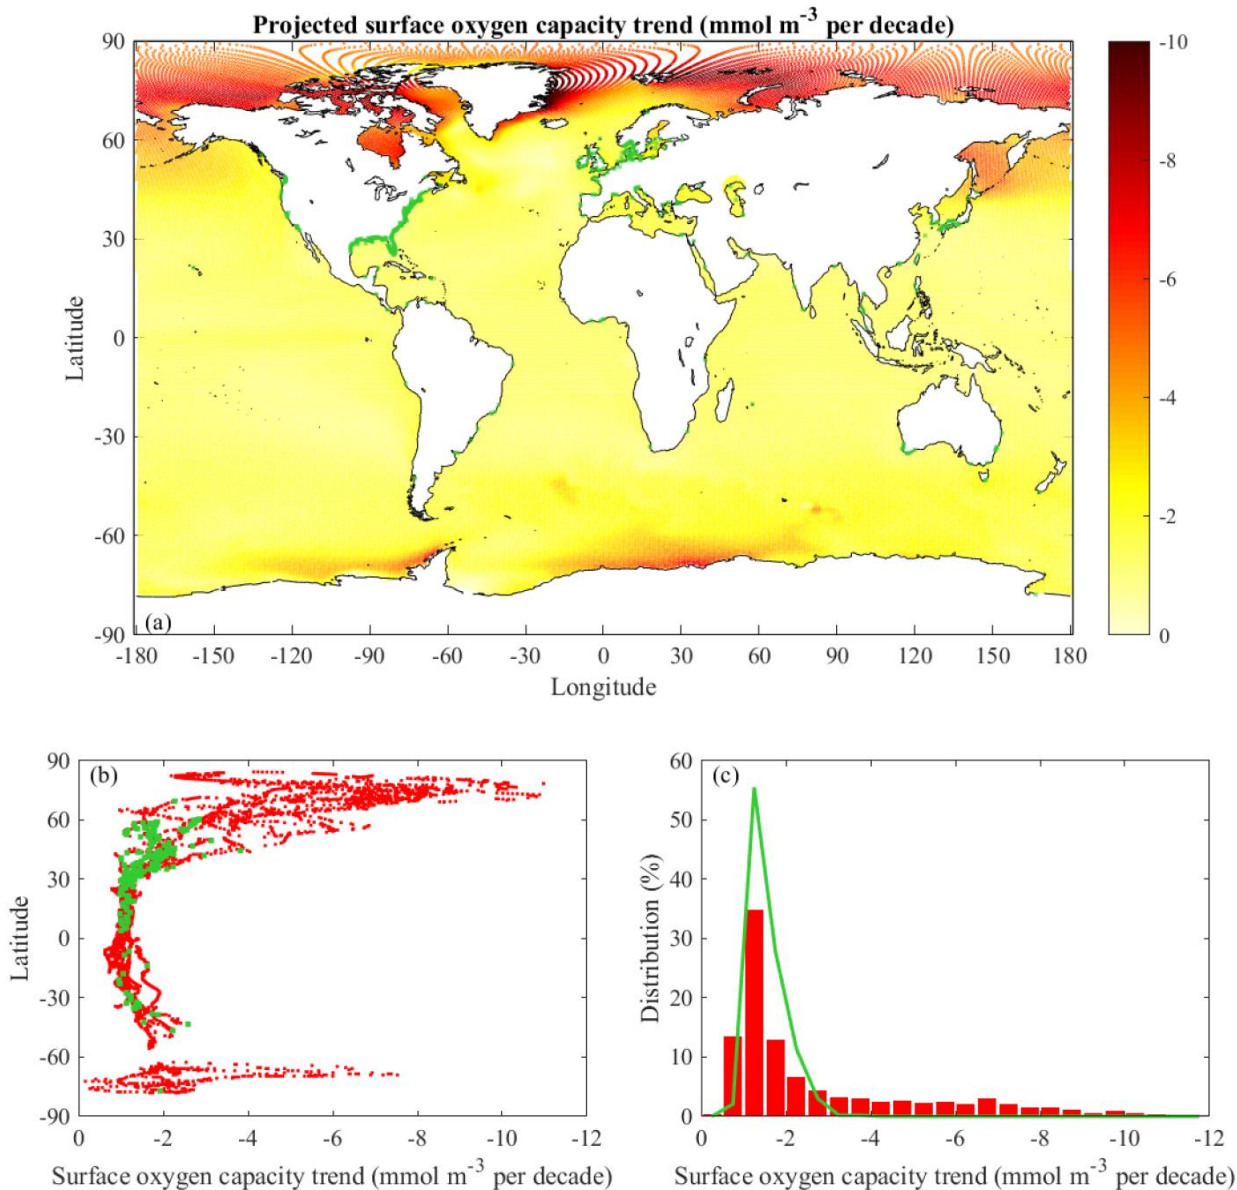 Projected surface oxygen capacity trend (mmol m⁻³ per decade)
90
60
30
0
-30
-60
-90
Latitude
(a)
-180 -150 -120 -90 -60 -30 0 30 60 90 120 150 180
Longitude
-10
-8
-6
-4
-2
0
90
60
30
0
-30
-60
-90
Latitude
(b)
0 -2 -4 -6 -8 -10 -12
Surface oxygen capacity trend (mmol m⁻³ per decade)
60
50
40
30
20
10
0
Distribution (%)
(c)
0 -2 -4 -6 -8 -10 -12
Surface oxygen capacity trend (mmol m⁻³ per decade)